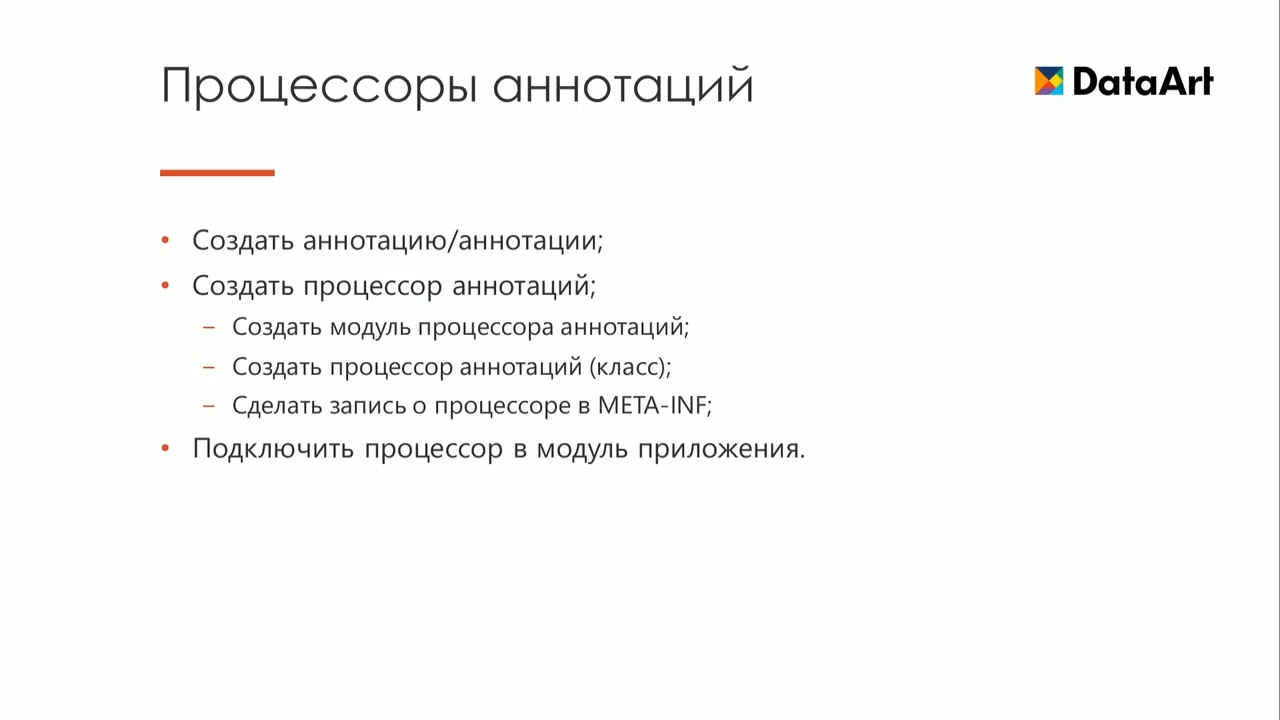 Процессоры аннотаций
DataArt
• Создать аннотацию/аннотации;
• Создать процессор аннотаций;
– Создать модуль процессора аннотаций;
– Создать процессор аннотаций (класс);
– Сделать запись о процессоре в META-INF;
• Подключить процессор в модуль приложения.